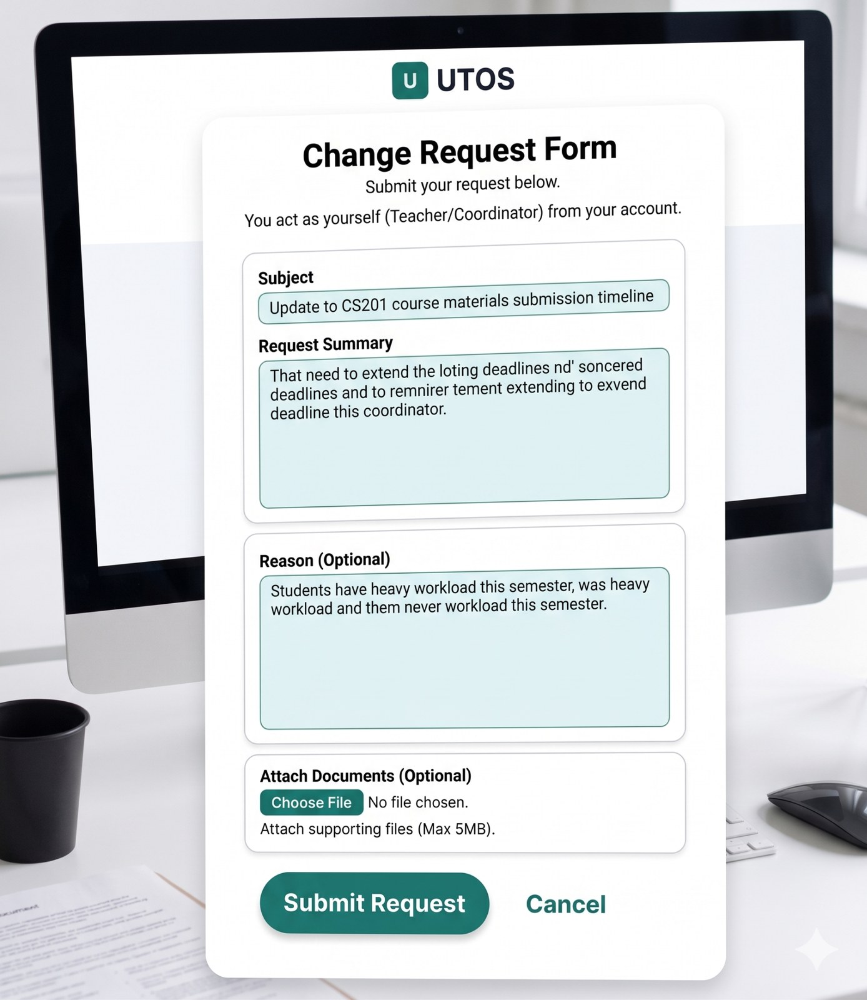 U UTOS
Change Request Form
Submit your request below.
You act as yourself (Teacher/Coordinator) from your account.
Subject
Update to CS201 course materials submission timeline
Request Summary
That need to extend the loting deadlines nd' soncered
deadlines and to remnirer tement extending to exvend
deadline this coordinator.
Reason (Optional)
Students have heavy workload this semester, was heavy
workload and them never workload this semester.
Attach Documents (Optional)
Choose File No file chosen.
Attach supporting files (Max 5MB).
Submit Request Cancel